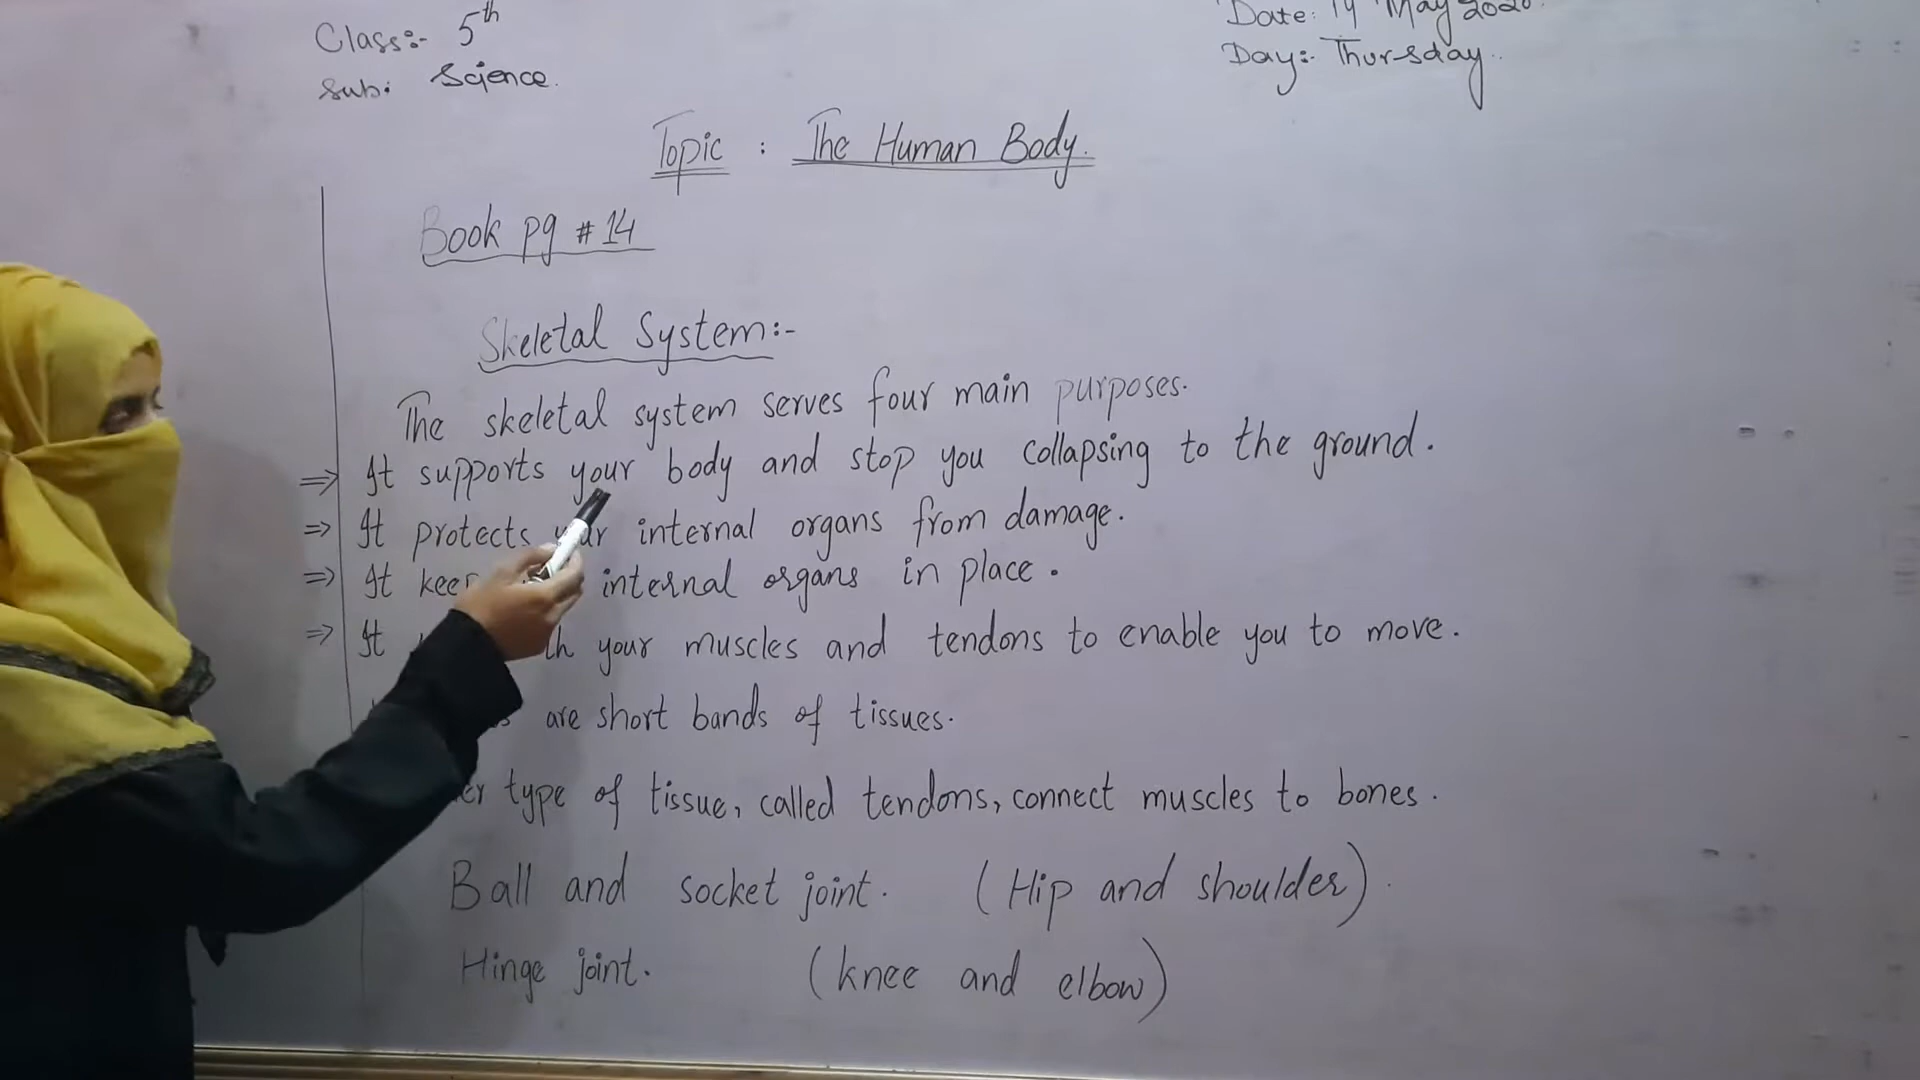 Class:- 5th
Sub: Science.
Date: 14 May 2020.
Day:- Thursday.
Topic : The Human Body.
Book pg # 14
Skeletal System:-
The skeletal system serves four main purposes.
⇒ It supports your body and stop you collapsing to the ground.
⇒ It protects your internal organs from damage.
⇒ It keep internal organs in place.
⇒ It your muscles and tendons to enable you to move.
are short bands of tissues.
type of tissue, called tendons, connect muscles to bones.
Ball and socket joint. (Hip and shoulder).
Hinge joint. (knee and elbow)